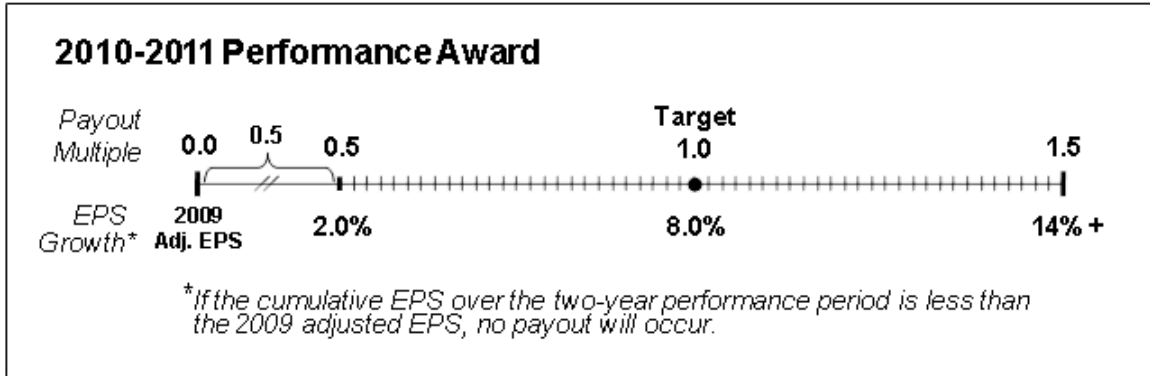 2010-2011 Performance Award
Payout Multiple
0.0 0.5 0.5 Target 1.0 1.5
EPS Growth*
2009 Adj. EPS 2.0% 8.0% 14% +
*If the cumulative EPS over the two-year performance period is less than
the 2009 adjusted EPS, no payout will occur.